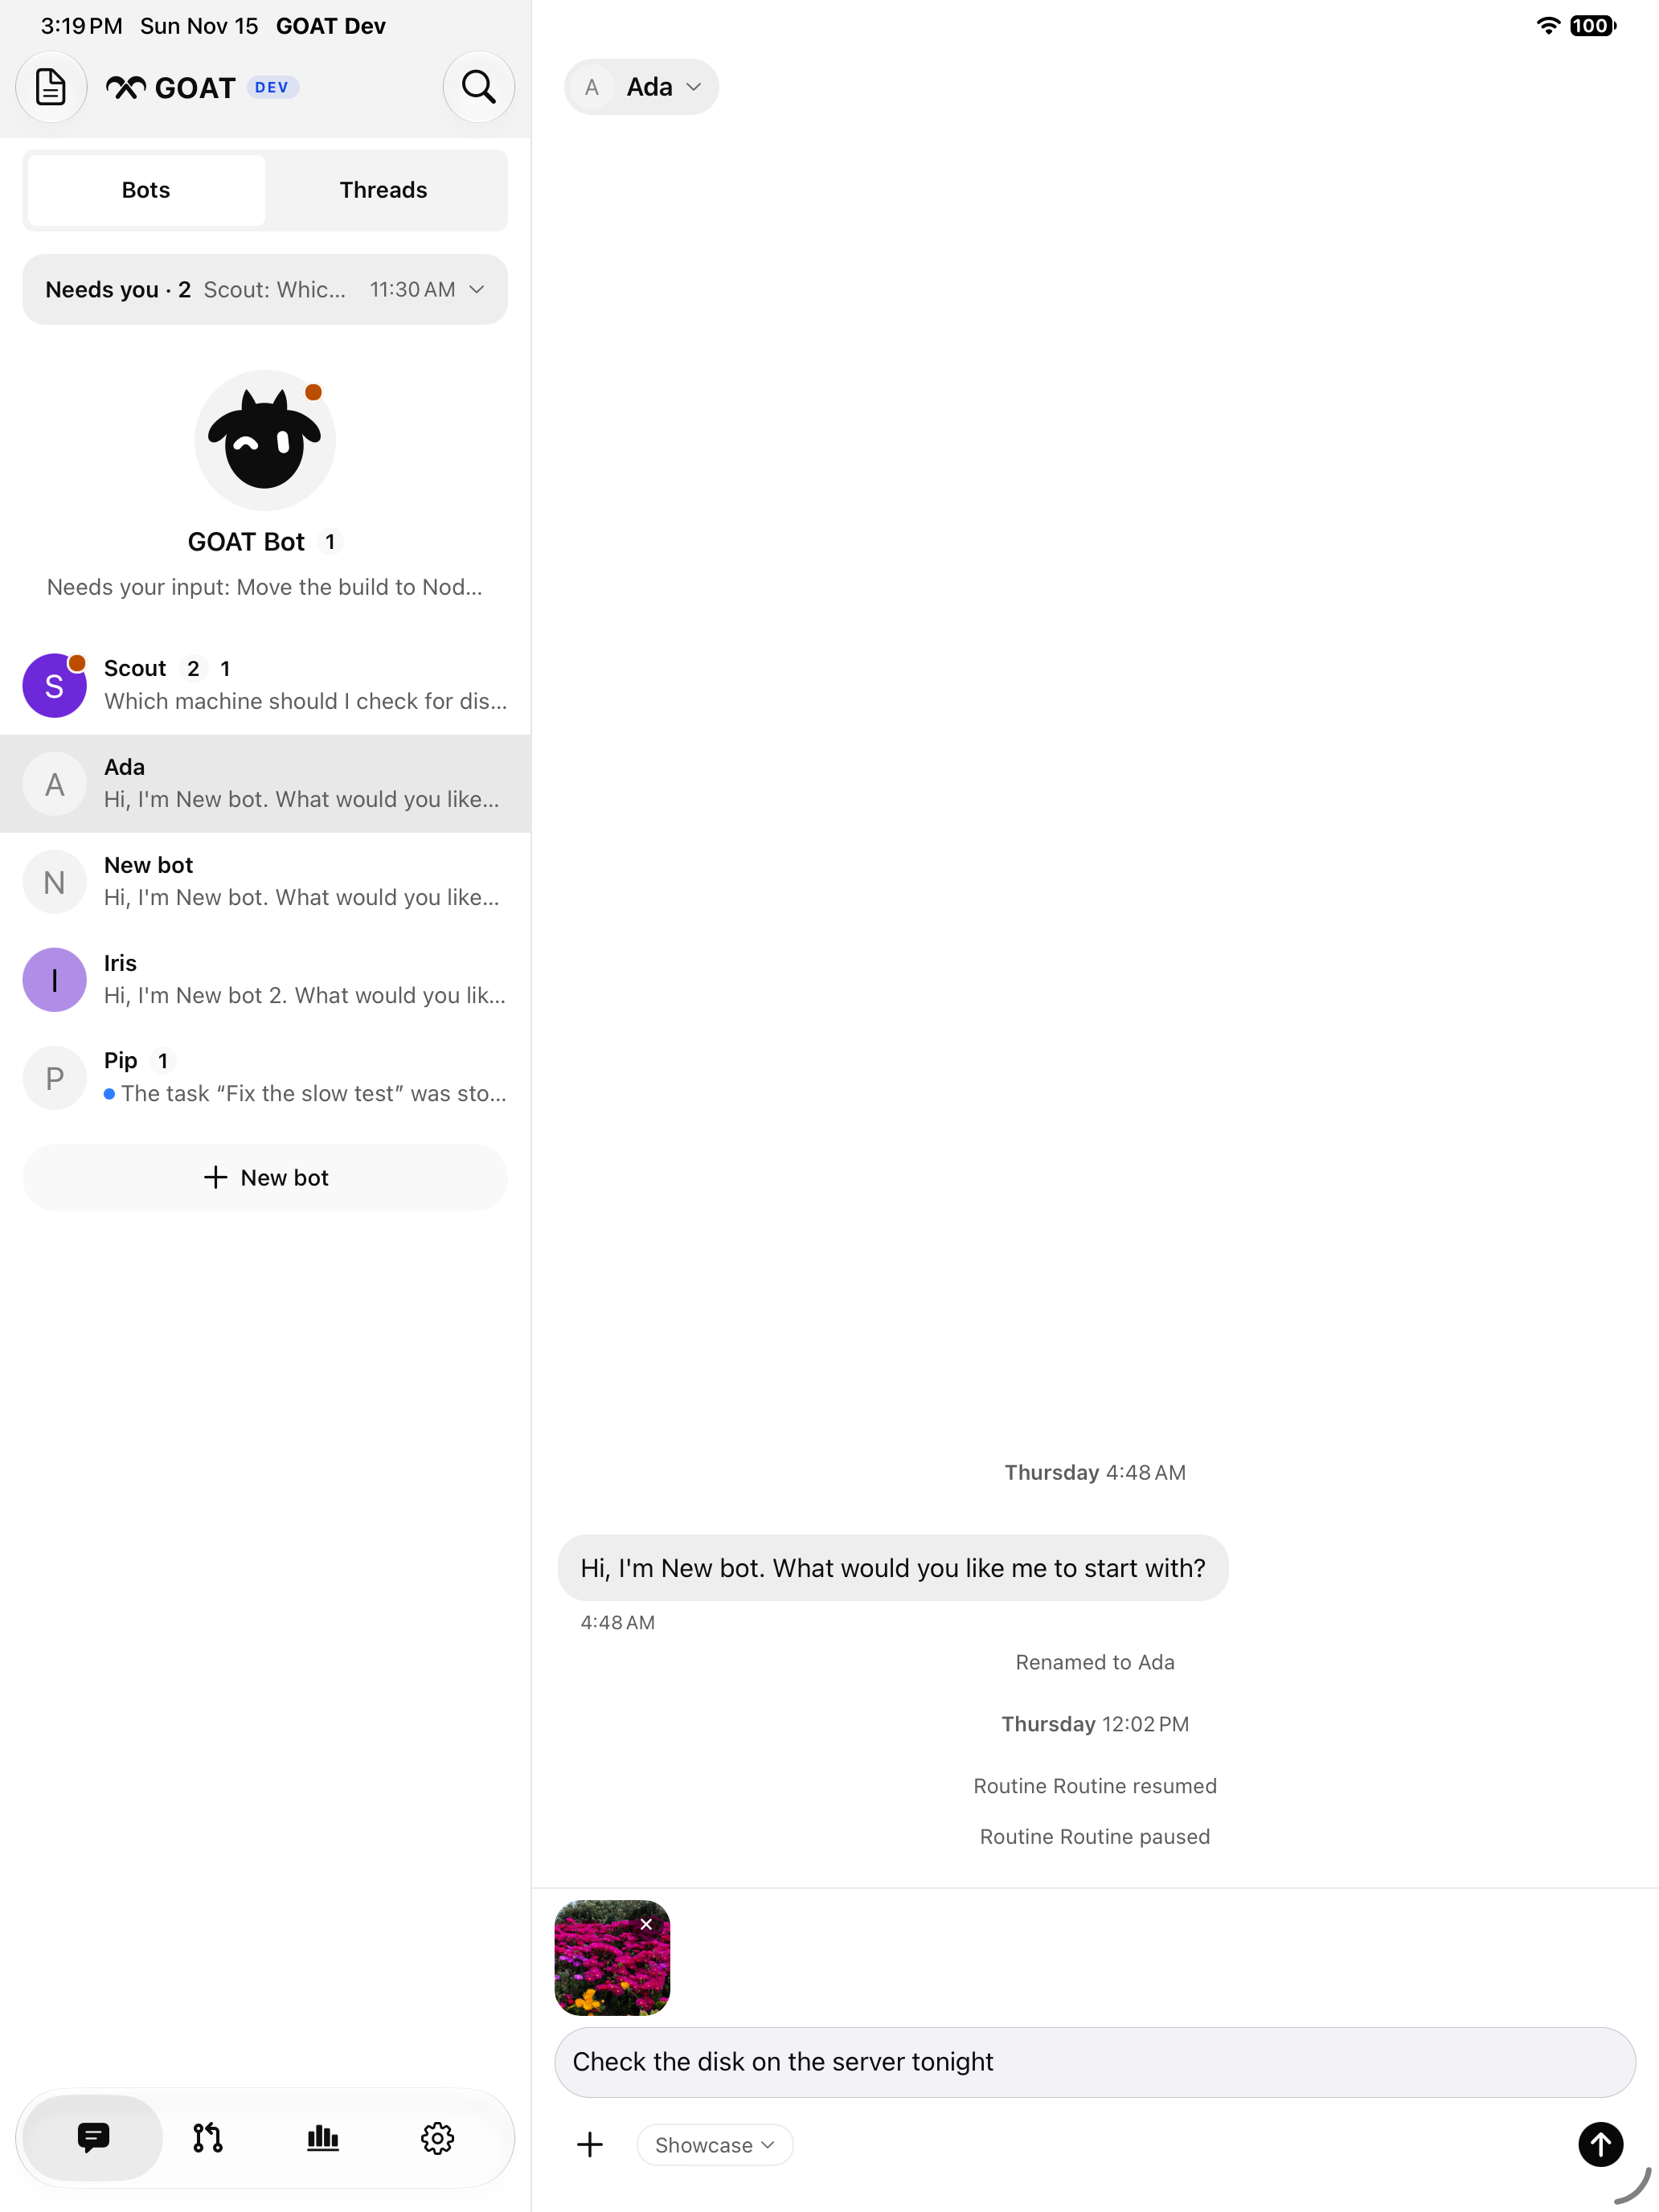 3:19 PM Sun Nov 15 GOAT Dev
100
GOAT DEV
Bots
Threads
Needs you · 2 Scout: Whic... 11:30 AM
GOAT Bot 1
Needs your input: Move the build to Nod...
S
Scout 2 1
Which machine should I check for dis...
A
Ada
Hi, I'm New bot. What would you like...
N
New bot
Hi, I'm New bot. What would you like...
I
Iris
Hi, I'm New bot 2. What would you lik...
P
Pip 1
The task “Fix the slow test” was sto...
New bot
A Ada
Thursday 4:48 AM
Hi, I'm New bot. What would you like me to start with?
4:48 AM
Renamed to Ada
Thursday 12:02 PM
Routine Routine resumed
Routine Routine paused
Check the disk on the server tonight
Showcase